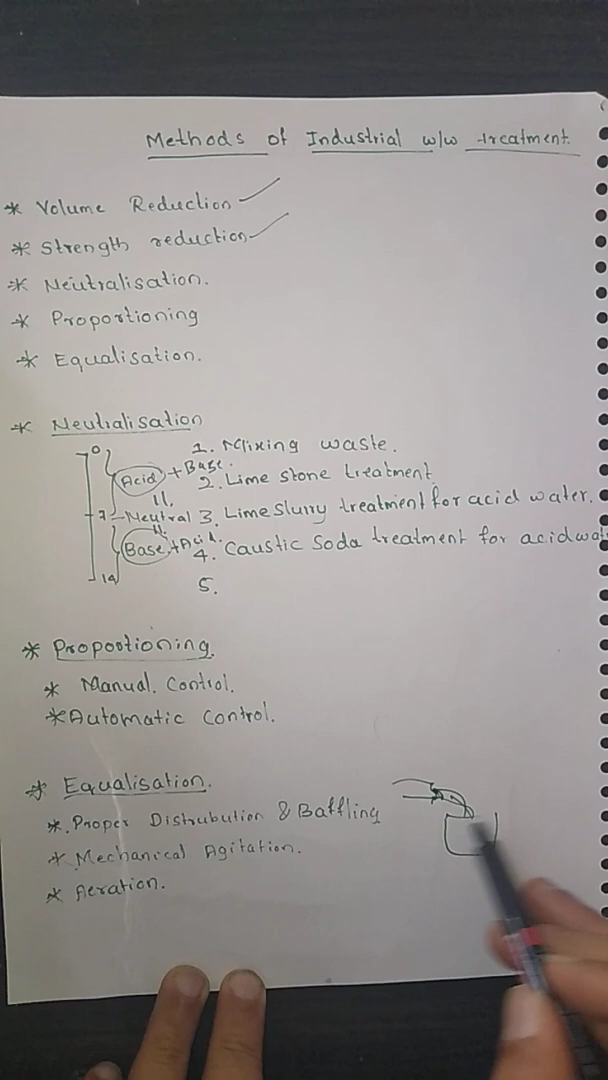 Methods of Industrial w/w treatment.
* Volume Reduction
* Strength reduction
* Neutralisation.
* Proportioning
* Equalisation.
* Neutralisation
0
1. Mixing waste.
Acid + Base.
2. Lime stone treatment
7 - Neutral
3. Lime slurry treatment for acid water.
Base + Acid.
4. Caustic Soda treatment for acid wat
14
5.
* Propostioning.
* Manual. Control.
* Automatic Control.
* Equalisation.
*. Proper Distrubution & Baffling
* Mechanical Agitation.
* Aeration.